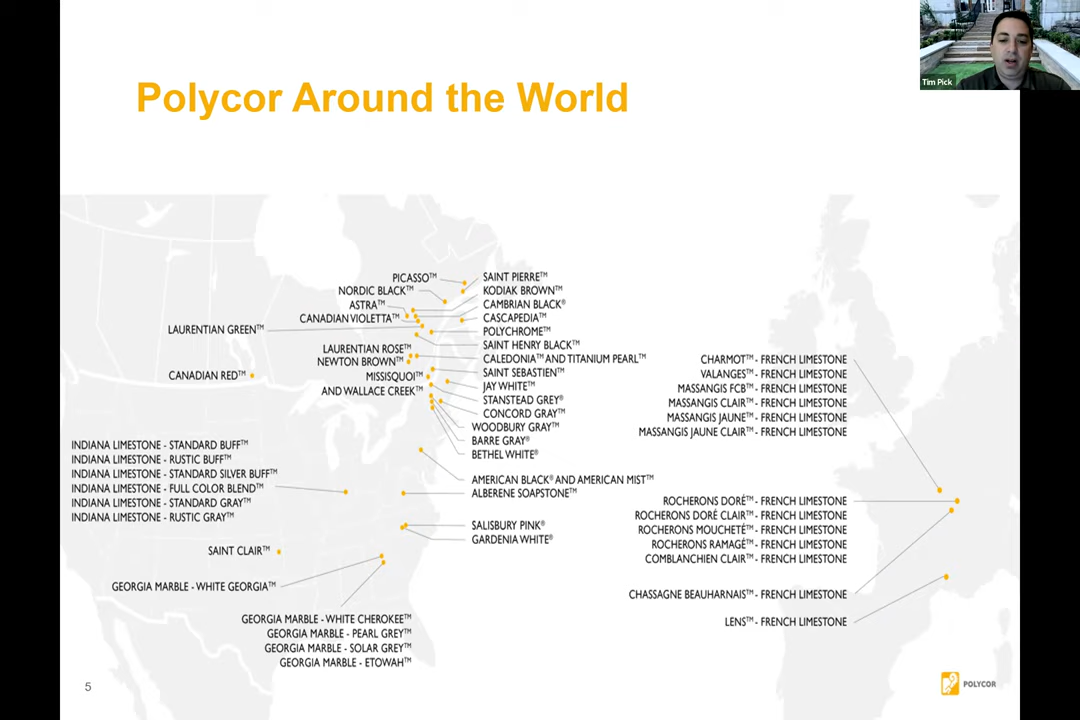 Tim Pick
Polycor Around the World
PICASSO™
NORDIC BLACK™
ASTRA™
CANADIAN VIOLETTA™
LAURENTIAN GREEN™
LAURENTIAN ROSE™
NEWTON BROWN™
CANADIAN RED™
MISSISQUOI™
AND WALLACE CREEK™
SAINT PIERRE™
KODIAK BROWN™
CAMBRIAN BLACK®
CASCAPEDIA™
POLYCHROME™
SAINT HENRY BLACK™
CALEDONIA™ AND TITANIUM PEARL™
SAINT SEBASTIEN™
JAY WHITE™
STANSTEAD GREY®
CONCORD GRAY™
WOODBURY GRAY™
BARRE GRAY®
BETHEL WHITE®
AMERICAN BLACK® AND AMERICAN MIST™
ALBERENE SOAPSTONE™
SALISBURY PINK®
GARDENIA WHITE®
INDIANA LIMESTONE - STANDARD BUFF™
INDIANA LIMESTONE - RUSTIC BUFF™
INDIANA LIMESTONE - STANDARD SILVER BUFF™
INDIANA LIMESTONE - FULL COLOR BLEND™
INDIANA LIMESTONE - STANDARD GRAY™
INDIANA LIMESTONE - RUSTIC GRAY™
SAINT CLAIR™
GEORGIA MARBLE - WHITE GEORGIA™
GEORGIA MARBLE - WHITE CHEROKEE™
GEORGIA MARBLE - PEARL GREY™
GEORGIA MARBLE - SOLAR GREY™
GEORGIA MARBLE - ETOWAH™
CHARMOT™ - FRENCH LIMESTONE
VALANGES™ - FRENCH LIMESTONE
MASSANGIS FCB™ - FRENCH LIMESTONE
MASSANGIS CLAIR™ - FRENCH LIMESTONE
MASSANGIS JAUNE™ - FRENCH LIMESTONE
MASSANGIS JAUNE CLAIR™ - FRENCH LIMESTONE
ROCHERONS DORÉ™ - FRENCH LIMESTONE
ROCHERONS DORÉ CLAIR™ - FRENCH LIMESTONE
ROCHERONS MOUCHETÉ™ - FRENCH LIMESTONE
ROCHERONS RAMAGÉ™ - FRENCH LIMESTONE
COMBLANCHIEN CLAIR™ - FRENCH LIMESTONE
CHASSAGNE BEAUHARNAIS™ - FRENCH LIMESTONE
LENS™ - FRENCH LIMESTONE
5
POLYCOR